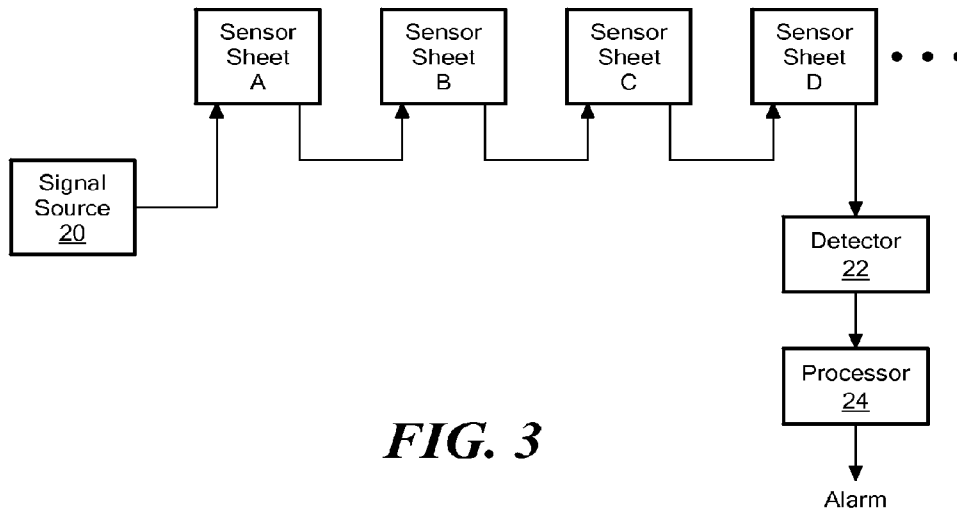 Sensor
Sheet
A
Sensor
Sheet
B
Sensor
Sheet
C
Sensor
Sheet
D
Signal
Source
20
Detector
22
Processor
24
Alarm
FIG. 3